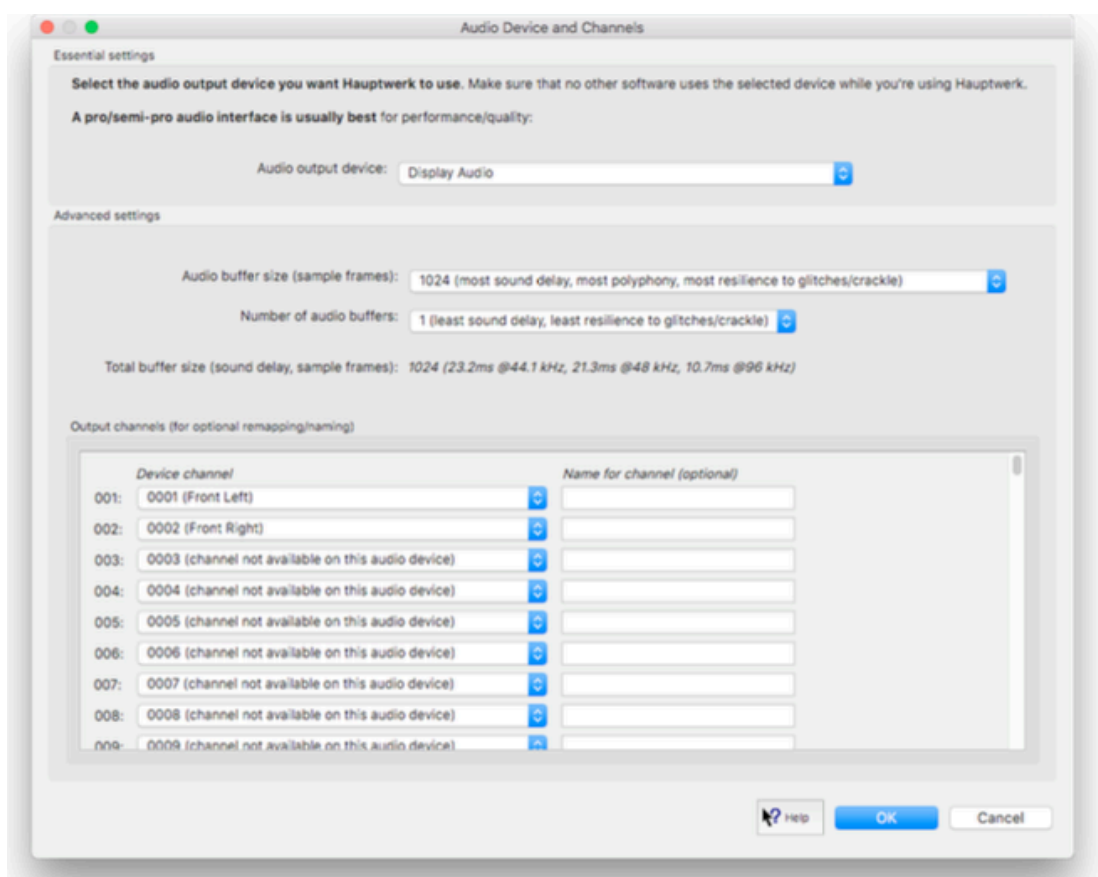 Audio Device and Channels
Essential settings
Select the audio output device you want Hauptwerk to use. Make sure that no other software uses the selected device while you're using Hauptwerk.
A pro/semi-pro audio interface is usually best for performance/quality:
Audio output device: Display Audio
Advanced settings
Audio buffer size (sample frames): 1024 (most sound delay, most polyphony, most resilience to glitches/crackle)
Number of audio buffers: 1 (least sound delay, least resilience to glitches/crackle)
Total buffer size (sound delay, sample frames): 1024 (23.2ms @44.1 kHz, 21.3ms @48 kHz, 10.7ms @96 kHz)
Output channels (for optional remapping/naming)
Device channel Name for channel (optional)
001: 0001 (Front Left)
002: 0002 (Front Right)
003: 0003 (channel not available on this audio device)
004: 0004 (channel not available on this audio device)
005: 0005 (channel not available on this audio device)
006: 0006 (channel not available on this audio device)
007: 0007 (channel not available on this audio device)
008: 0008 (channel not available on this audio device)
009: 0009 (channel not available on this audio device)
? Help OK Cancel